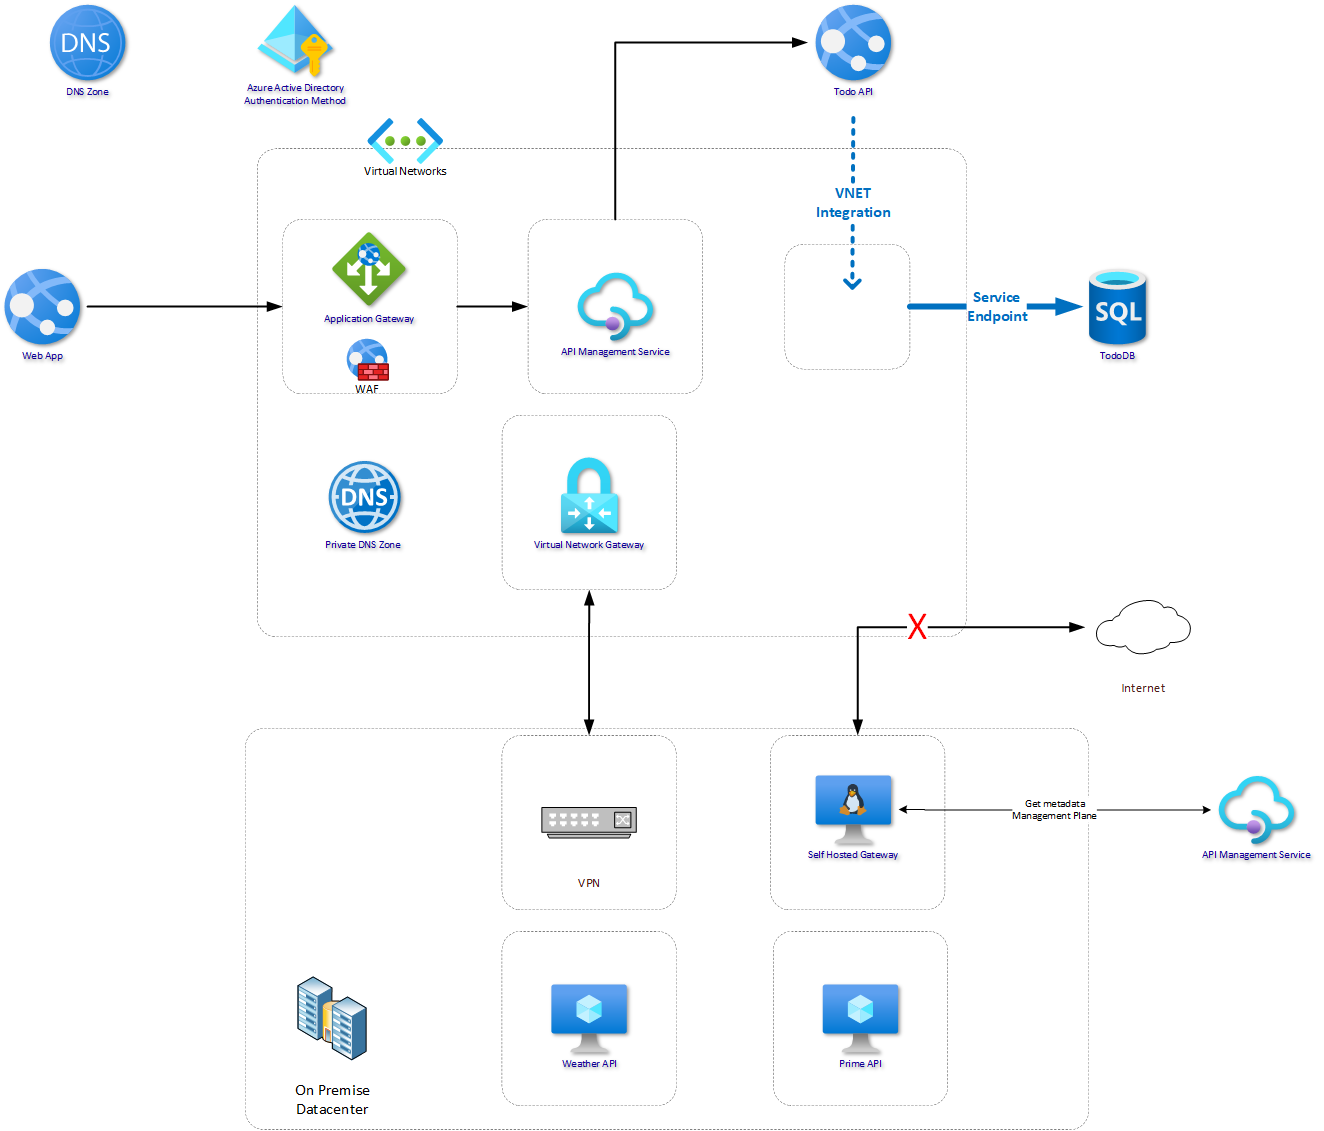 DNS
DNS Zone
Azure Active Directory
Authentication Method
Todo API
Virtual Networks
VNET
Integration
Application Gateway
WAF
API Management Service
Web App
Service
Endpoint
SQL
TodoDB
DNS
Private DNS Zone
Virtual Network Gateway
X
Internet
VPN
Self Hosted Gateway
Get metadata
Management Plane
API Management Service
On Premise
Datacenter
Weather API
Prime API